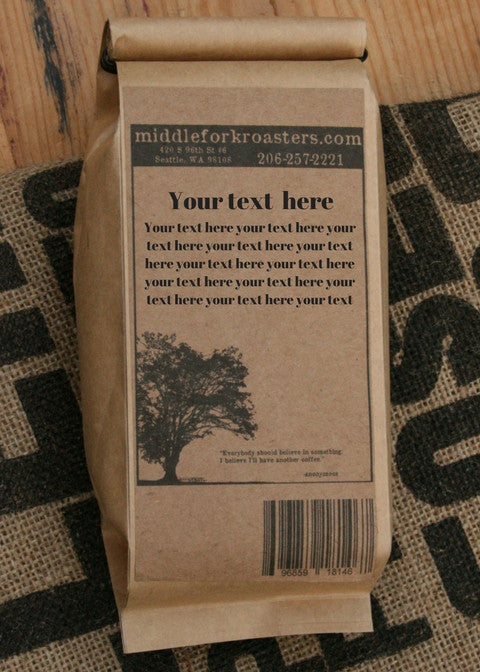 middleforkroasters.com
420 S 96th St #6
Seattle, WA 98108
206-257-2221
Your text here
Your text here your text here your
text here your text here your text
here your text here your text here
your text here your text here your
text here your text here your text
"Everybody should believe in something.
I believe I'll have another coffee."
-anonymous
96859 18146